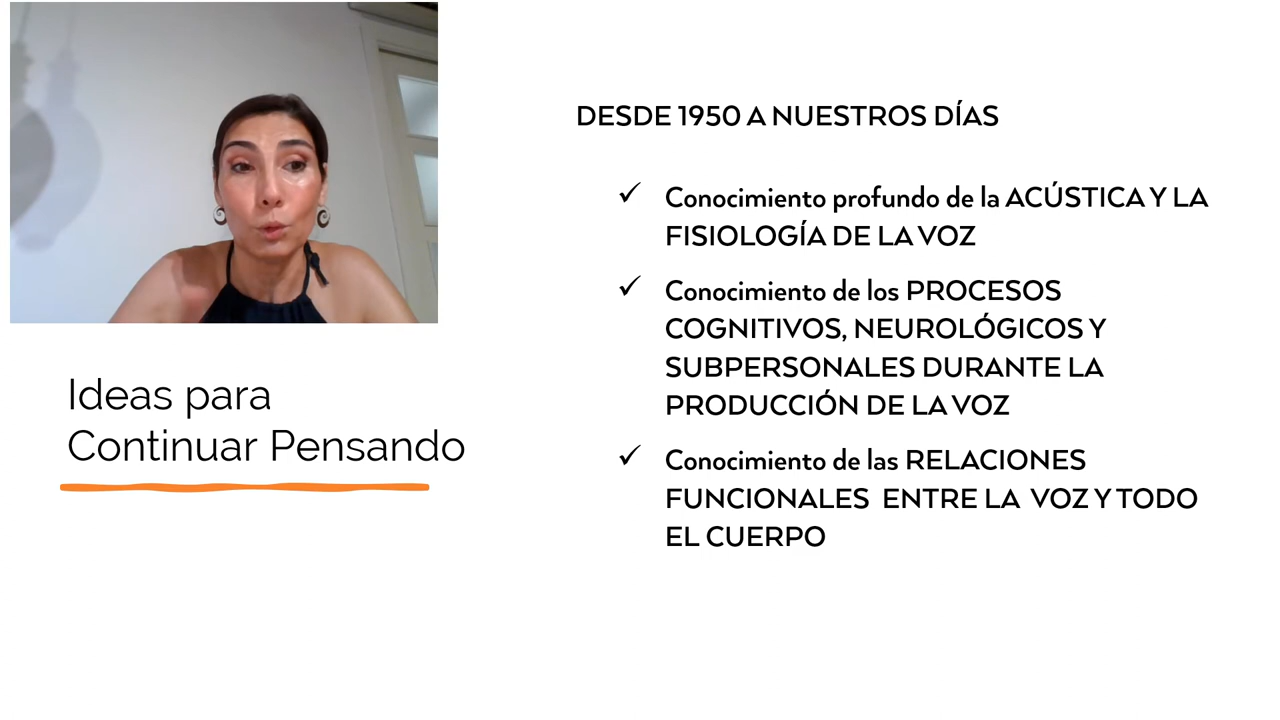 DESDE 1950 A NUESTROS DÍAS
Conocimiento profundo de la ACÚSTICA Y LA
FISIOLOGÍA DE LA VOZ
Conocimiento de los PROCESOS
COGNITIVOS, NEUROLÓGICOS Y
SUBPERSONALES DURANTE LA
PRODUCCIÓN DE LA VOZ
Conocimiento de las RELACIONES
FUNCIONALES ENTRE LA VOZ Y TODO
EL CUERPO
Ideas para
Continuar Pensando